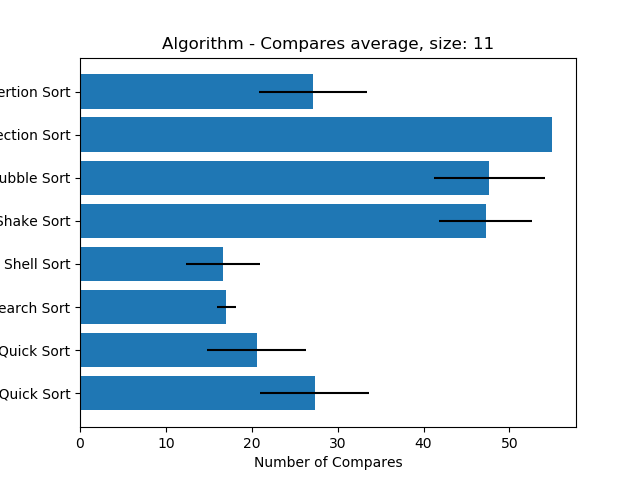 Algorithm - Compares average, size: 11
ertion Sort
ection Sort
ubble Sort
Shake Sort
Shell Sort
earch Sort
Quick Sort
Quick Sort
0 10 20 30 40 50
Number of Compares